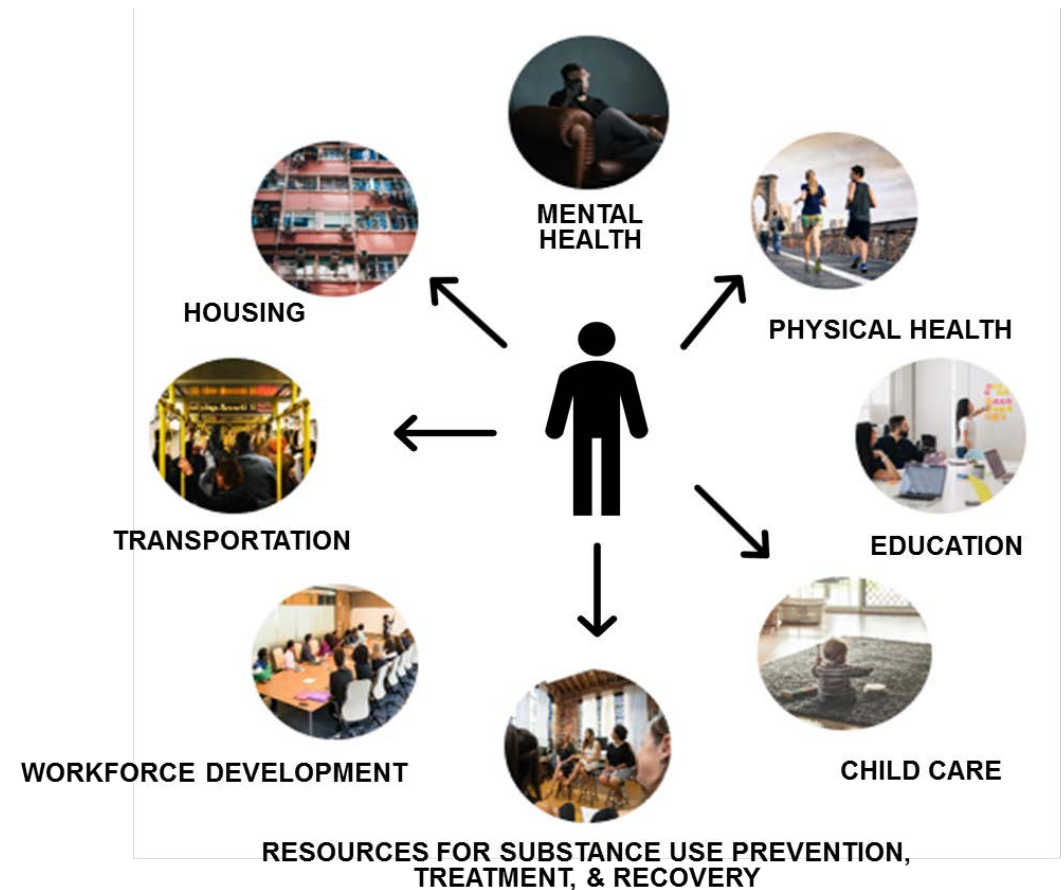 MENTAL
HEALTH
HOUSING
PHYSICAL HEALTH
TRANSPORTATION
EDUCATION
WORKFORCE DEVELOPMENT
CHILD CARE
RESOURCES FOR SUBSTANCE USE PREVENTION,
TREATMENT, & RECOVERY